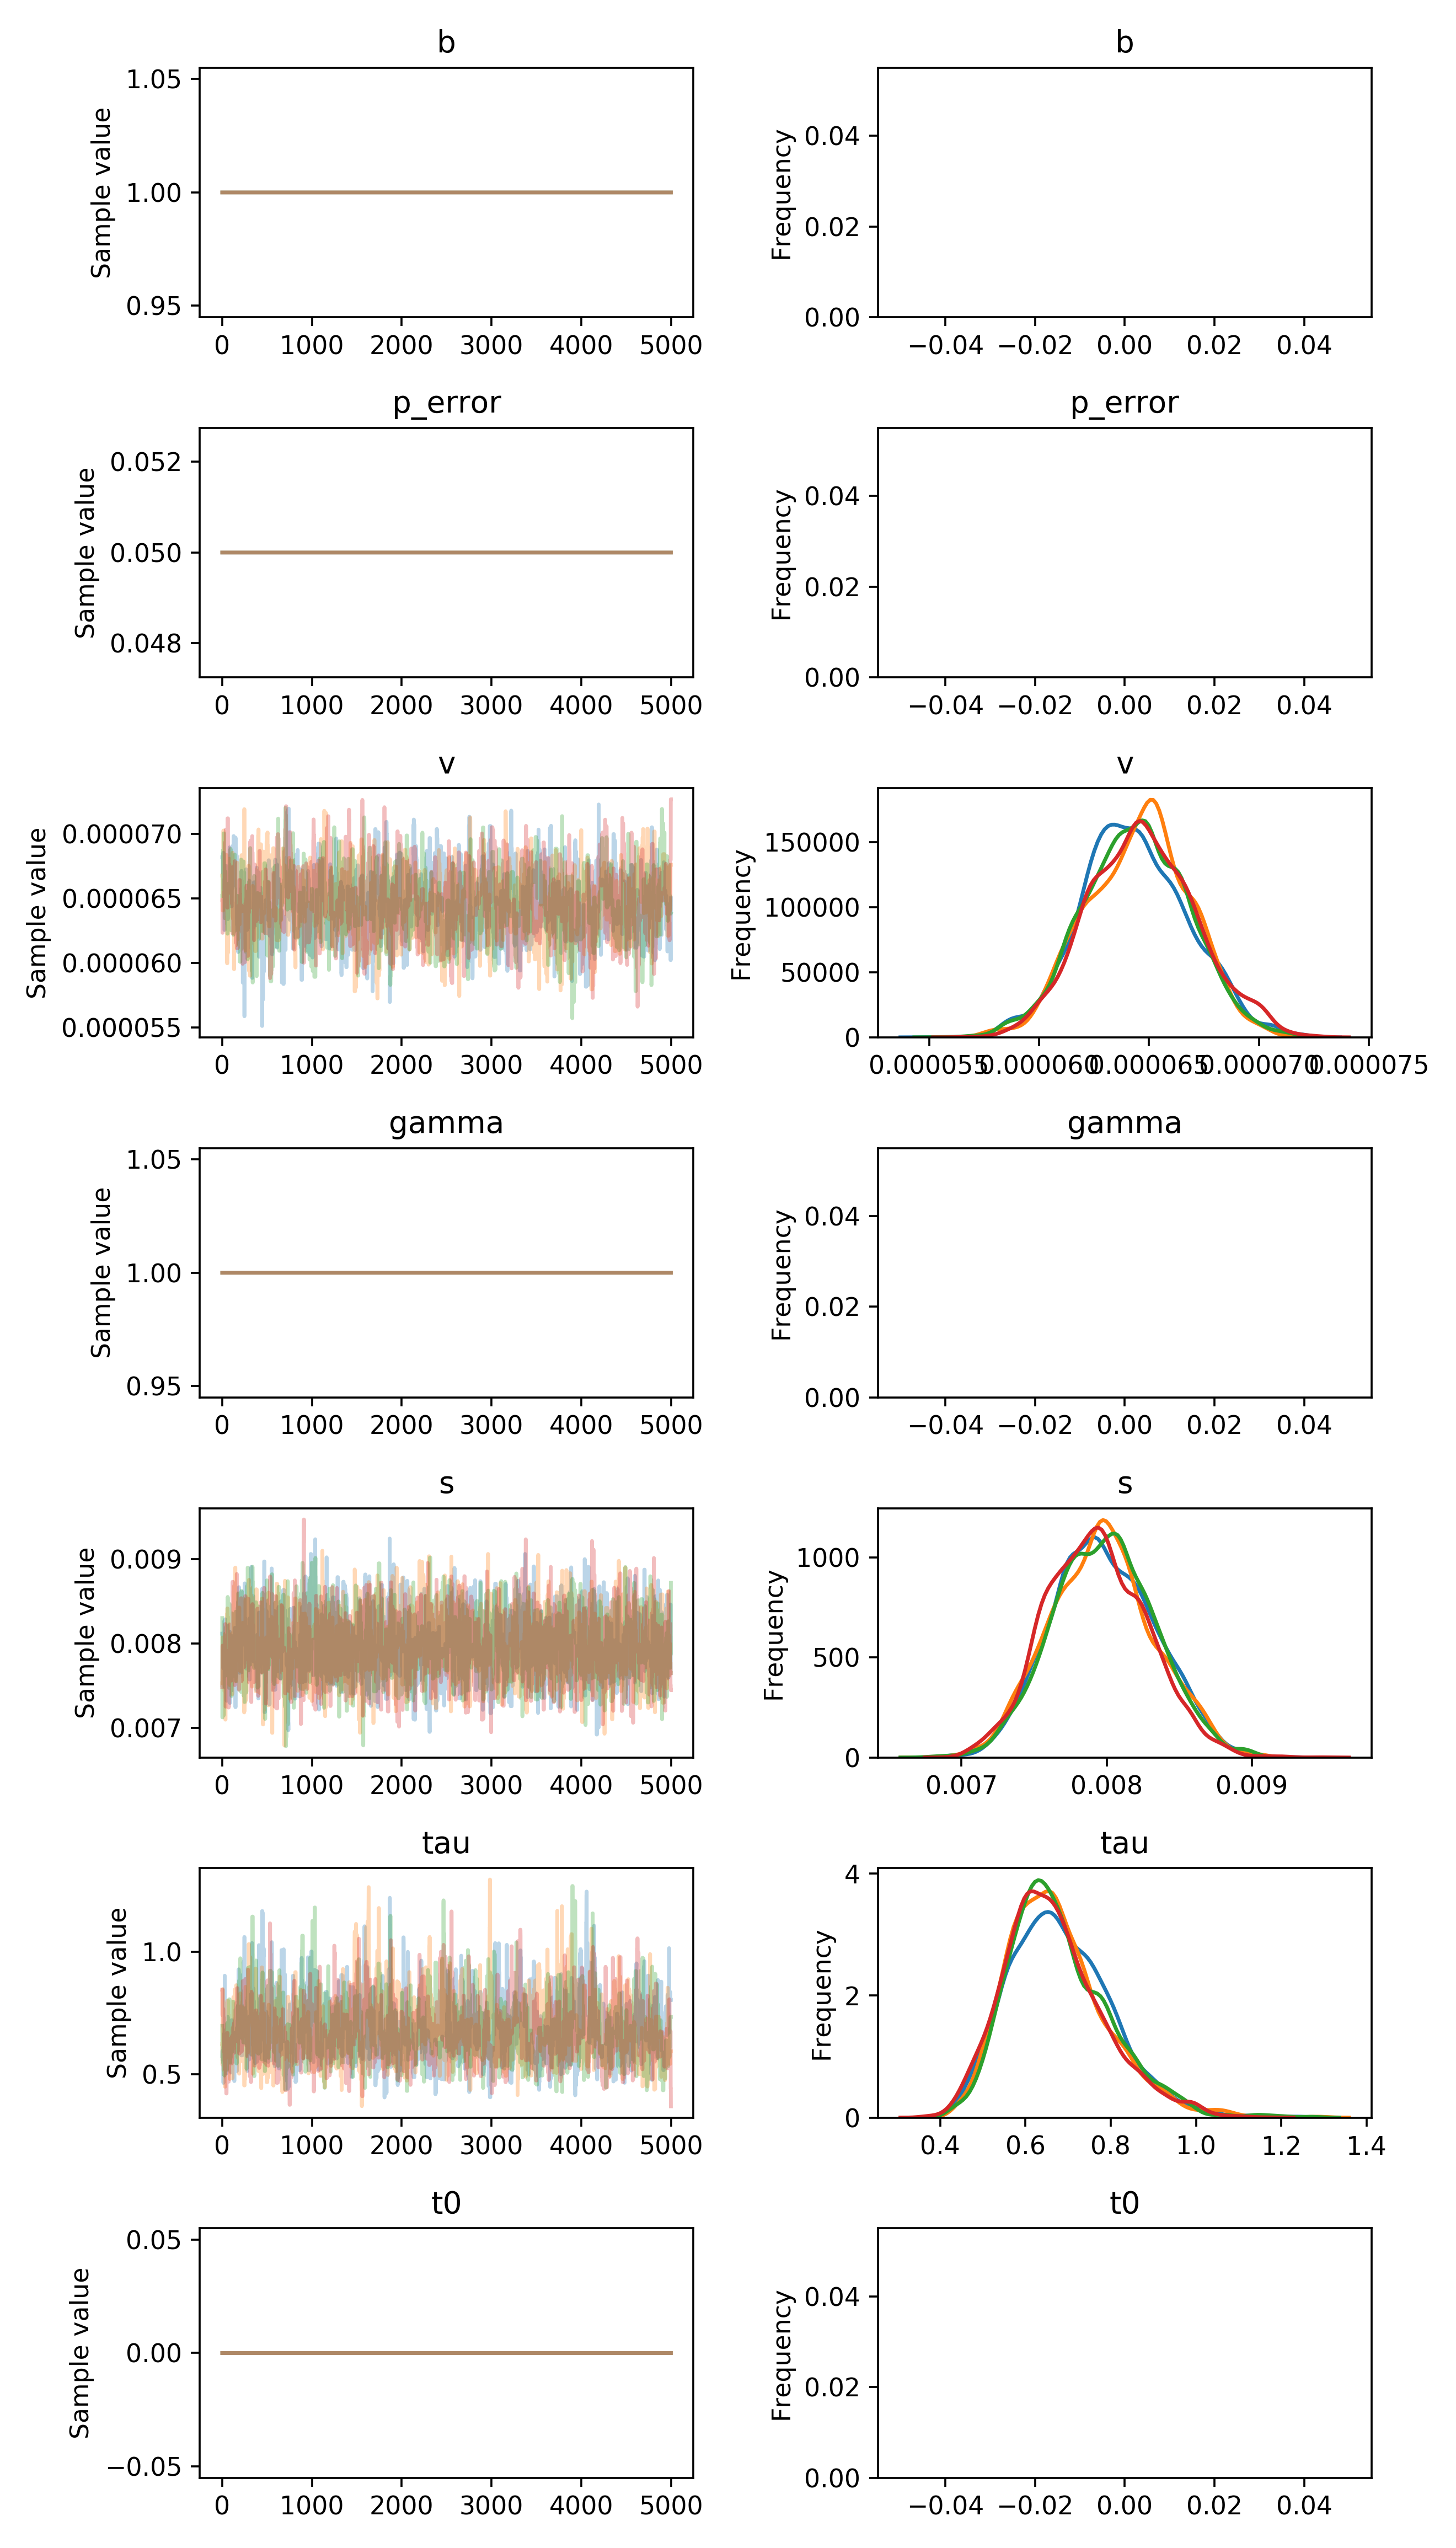 b
b
Sample value
1.05
1.00
0.95
0 1000 2000 3000 4000 5000
Frequency
0.04
0.02
0.00
−0.04 −0.02 0.00 0.02 0.04
p_error
p_error
Sample value
0.052
0.050
0.048
0 1000 2000 3000 4000 5000
Frequency
0.04
0.02
0.00
−0.04 −0.02 0.00 0.02 0.04
v
v
Sample value
0.000070
0.000065
0.000060
0.000055
0 1000 2000 3000 4000 5000
Frequency
150000
100000
50000
0
0.000055 0.000060 0.000065 0.000070 0.000075
gamma
gamma
Sample value
1.05
1.00
0.95
0 1000 2000 3000 4000 5000
Frequency
0.04
0.02
0.00
−0.04 −0.02 0.00 0.02 0.04
s
s
Sample value
0.009
0.008
0.007
0 1000 2000 3000 4000 5000
Frequency
1000
500
0
0.007 0.008 0.009
tau
tau
Sample value
1.0
0.5
0 1000 2000 3000 4000 5000
Frequency
4
2
0
0.4 0.6 0.8 1.0 1.2 1.4
t0
t0
Sample value
0.05
0.00
−0.05
0 1000 2000 3000 4000 5000
Frequency
0.04
0.02
0.00
−0.04 −0.02 0.00 0.02 0.04